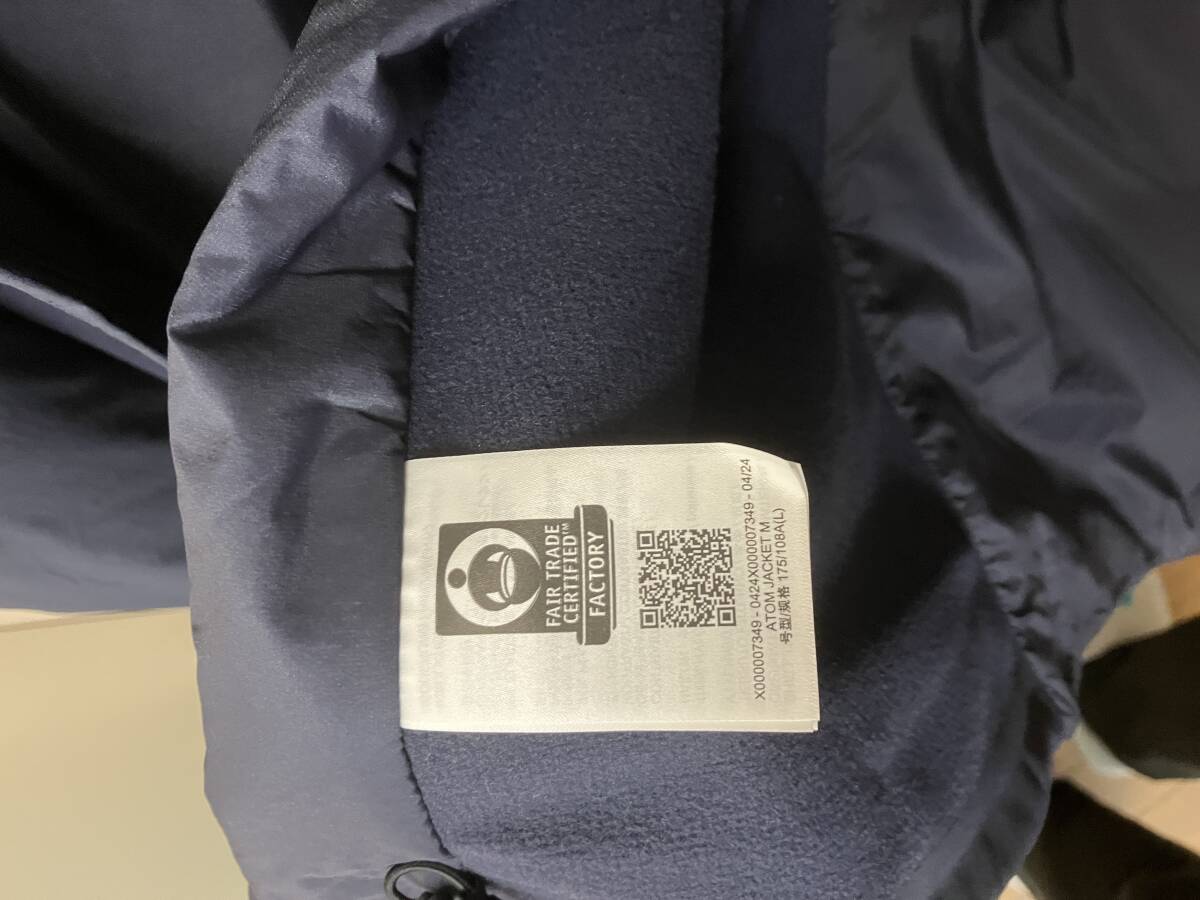 FAIR TRADE
CERTIFIED™
FACTORY
X000007349 - 0424X000007349 - 04/24
ATOM JACKET M
号型/规格 175/108A(L)